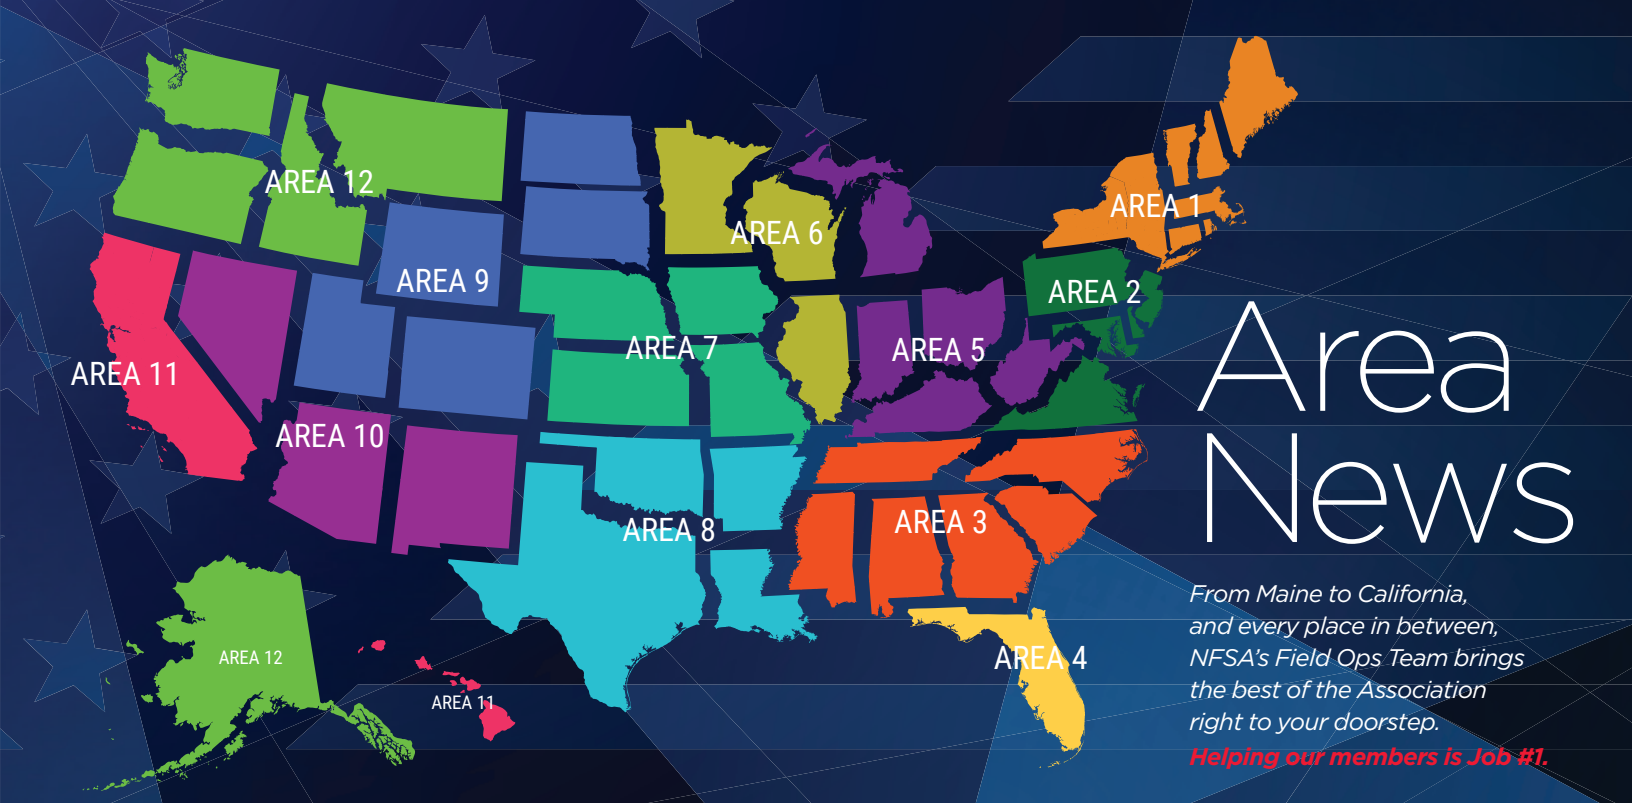 AREA 12
AREA 1
AREA 6
AREA 9
AREA 2
AREA 7
AREA 5
AREA 11
AREA 10
AREA 3
AREA 8
AREA 4
AREA 12
AREA 11
Area
News
From Maine to California,
and every place in between,
NFSA's Field Ops Team brings
the best of the Association
right to your doorstep.
Helping our members is Job #1.